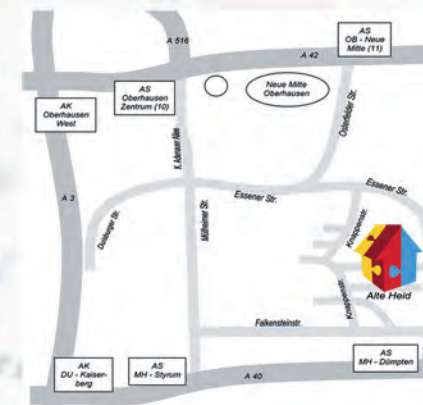 A 516
A 42
AS
OB - Neue
Mitte (11)
AS
Oberhausen
Zentrum (10)
Neue Mitte
Oberhausen
AK
Oberhausen
West
K. Adenauer Allee
Osterfelder Str.
A 3
Essener Str.
Essener Str.
Duisburger Str.
Mülheimer Str.
Knappenstr.
Alte Heid
Knappenstr.
Falkensteinstr.
AK
DU - Kaiser-
berg
AS
MH - Styrum
A 40
AS
MH - Dümpten